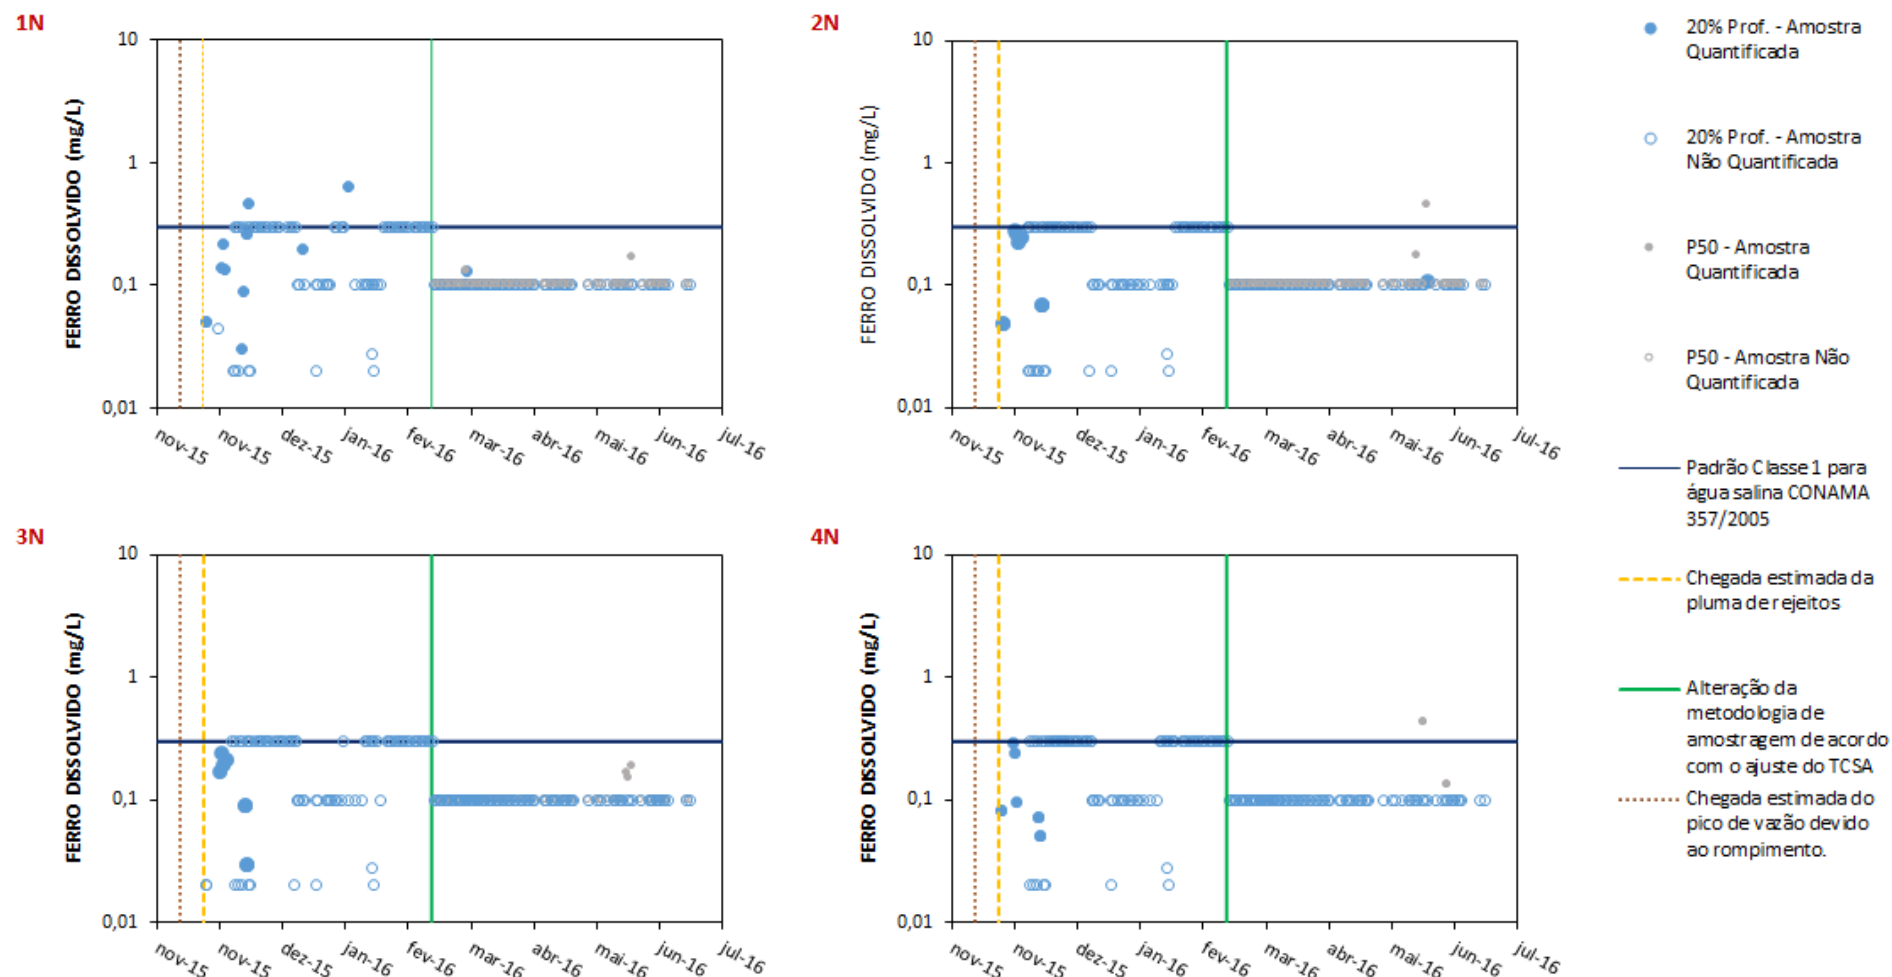 1N
10
1
0,1
0,01
FERRO DISSOLVIDO (mg/L)
nov-15
nov-15
dez-15
jan-16
fev-16
mar-16
abr-16
mai-16
jun-16
jul-16
2N
10
1
0,1
0,01
FERRO DISSOLVIDO (mg/L)
nov-15
nov-15
dez-15
jan-16
fev-16
mar-16
abr-16
mai-16
jun-16
jul-16
3N
10
1
0,1
0,01
FERRO DISSOLVIDO (mg/L)
nov-15
nov-15
dez-15
jan-16
fev-16
mar-16
abr-16
mai-16
jun-16
jul-16
4N
10
1
0,1
0,01
FERRO DISSOLVIDO (mg/L)
nov-15
nov-15
dez-15
jan-16
fev-16
mar-16
abr-16
mai-16
jun-16
jul-16
20% Prof. - Amostra
Quantificada
20% Prof. - Amostra
Não Quantificada
P50 - Amostra
Quantificada
P50 - Amostra Não
Quantificada
Padrão Classe 1 para
água salina CONAMA
357/2005
Chegada estimada da
pluma de rejeitos
Alteração da
metodologia de
amostragem de acordo
com o ajuste do TCSA
Chegada estimada do
pico de vazão devido
ao rompimento.